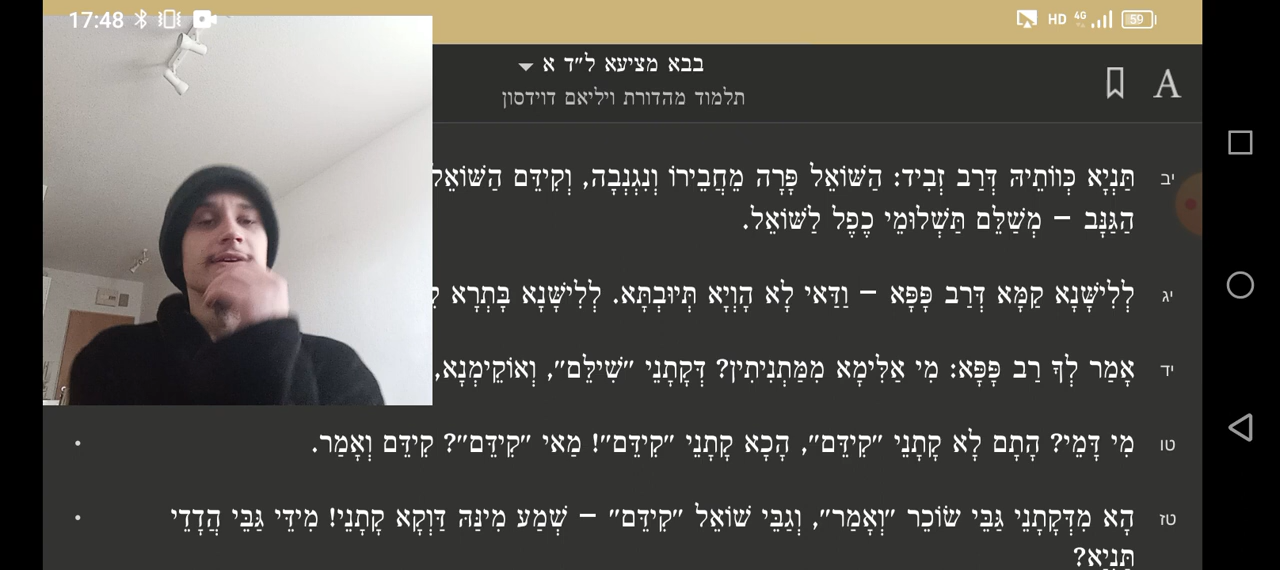 17:48
HD 4G 59
בבא מציעא ל״ד א
תלמוד מהדורת ויליאם דוידסון
A
יב תַּנְיָא כְּווֹתֵיהּ דְּרַב זְבִיד: הַשּׁוֹאֵל פָּרָה מֵחֲבֵירוֹ וְנִגְנְבָה, וְקִידֵּם הַשּׁוֹאֵל
הַגַּנָּב – מְשַׁלֵּם תַּשְׁלוּמֵי כֶפֶל לַשּׁוֹאֵל.
יג לְלִישָּׁנָא קַמָּא דְּרַב פָּפָּא – וַדַּאי לָא הָוְיָא תְּיוּבְתָּא. לְלִישָּׁנָא בָּתְרָא
יד אָמַר לְךָ רַב פָּפָּא: מִי אַלִּימָא מִמַּתְנִיתִין? דְּקָתָנֵי ״שִׁילֵּם״, וְאוֹקֵימְנָא,
טו מִי דָּמֵי? הָתָם לָא קָתָנֵי ״קִידֵּם״, הָכָא קָתָנֵי ״קִידֵּם״! מַאי ״קִידֵּם״? קִידֵּם וְאָמַר.
טז הָא מִדְּקָתָנֵי גַּבֵּי שׂוֹכֵר ״וְאָמַר״, וְגַבֵּי שׁוֹאֵל ״קִידֵּם״ – שְׁמַע מִינַּהּ דַּוְקָא קָתָנֵי! מִידֵּי גַּבֵּי הֲדָדֵי
תַּנְיָא?